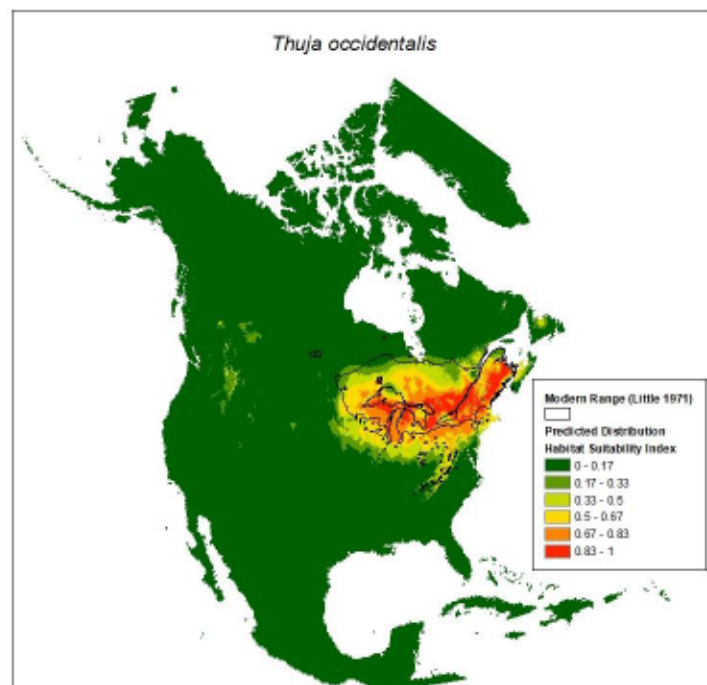 Thuja occidentalis
Modern Range (Little 1971)
Predicted Distribution
Habitat Suitability Index
0 - 0.17
0.17 - 0.33
0.33 - 0.5
0.5 - 0.67
0.67 - 0.83
0.83 - 1